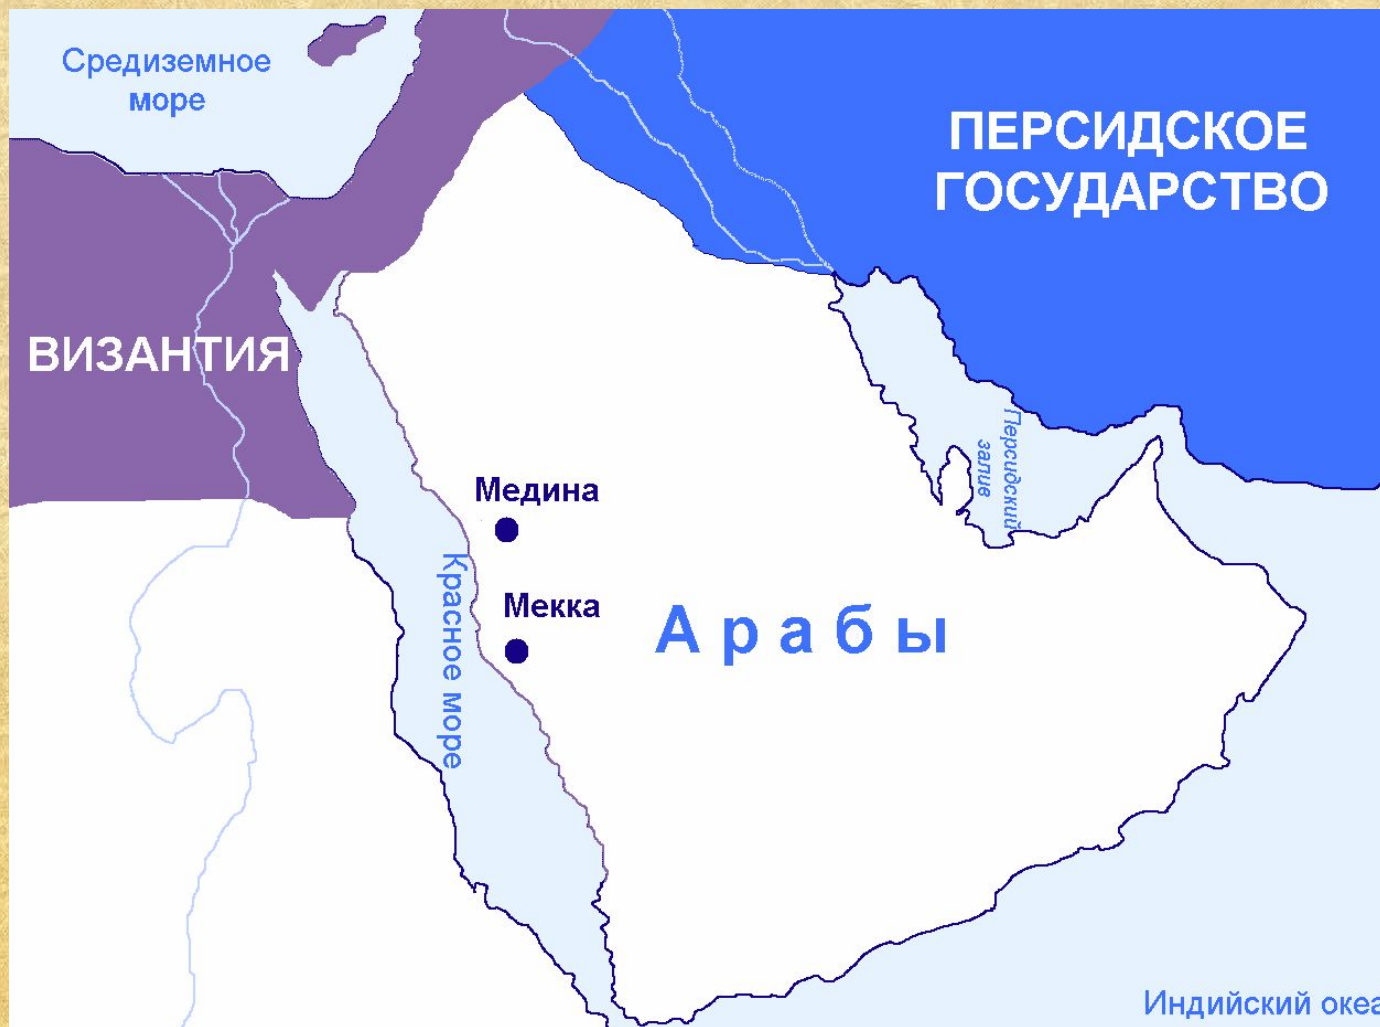 Средиземное
море
ПЕРСИДСКОЕ
ГОСУДАРСТВО
ВИЗАНТИЯ
Персидский
залив
Медина
Мекка
Арабы
Красное море
Индийский океа